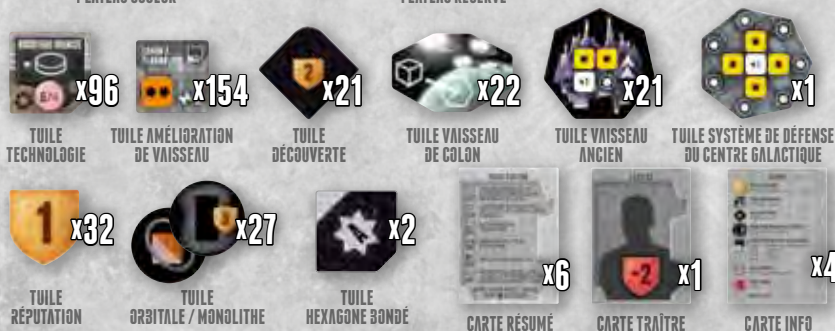 x96
x154
x21
x22
x21
x1
TUILE
TECHNOLOGIE
TUILE AMÉLIORATION
DE VAISSEAU
TUILE
DÉCOUVERTE
TUILE VAISSEAU
DE COLON
TUILE VAISSEAU
ANCIEN
TUILE SYSTÈME DE DÉFENSE
DU CENTRE GALACTIQUE
1
x32
x27
x2
x6
-2
x1
x4
TUILE
RÉPUTATION
TUILE
ORBITALE / MONOLITHE
TUILE
HEXAGONE BONDÉ
CARTE RÉSUMÉ
CARTE TRAÎTRE
CARTE INFO